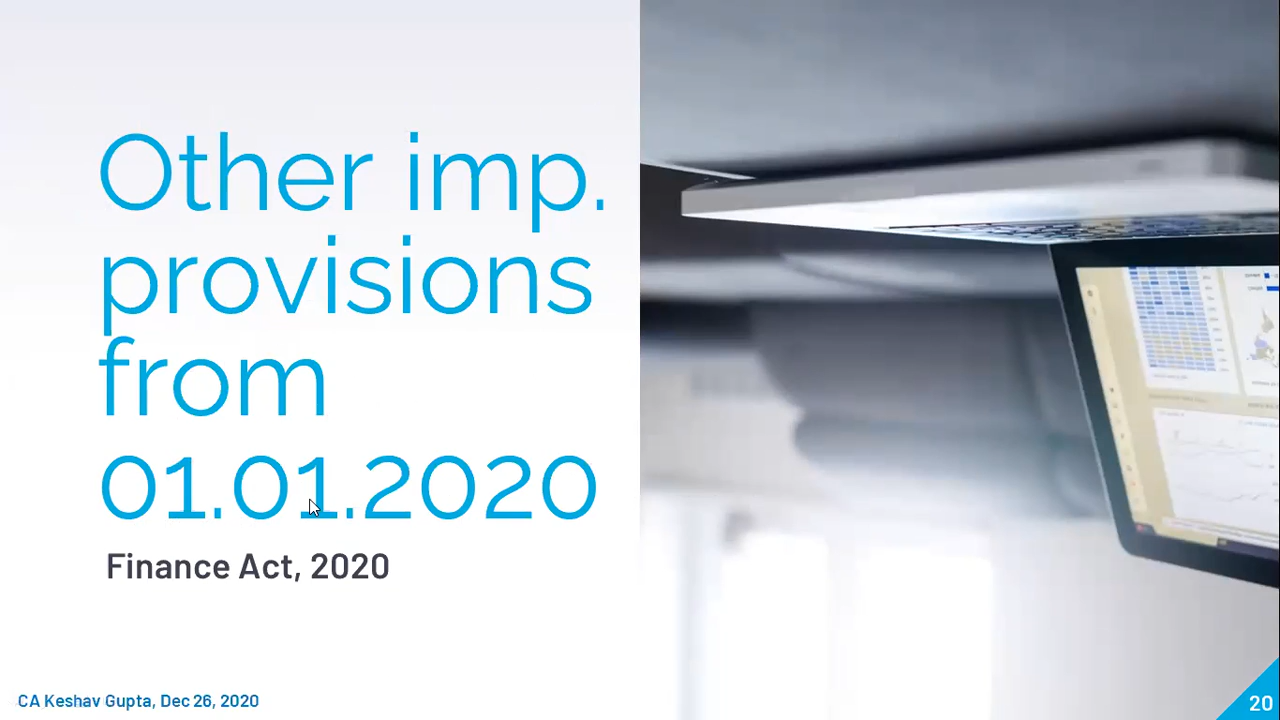 Other imp.
provisions
from
01.01.2020
Finance Act, 2020
CA Keshav Gupta, Dec 26, 2020
20